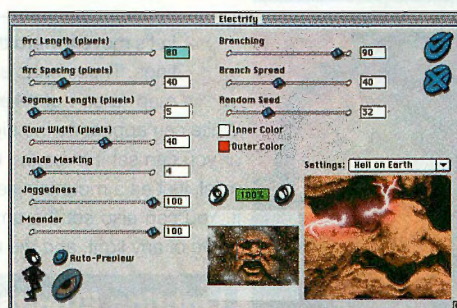 Electrify
Arc Length (pixels)
80
Arc Spacing (pixels)
40
Segment Length (pixels)
5
Glow Width (pixels)
40
Inside Masking
4
Jaggedness
100
Meander
100
Auto-Preview
Branching
90
Branch Spread
40
Random Seed
32
Inner Color
Outer Color
Settings: Hell on Earth
100%